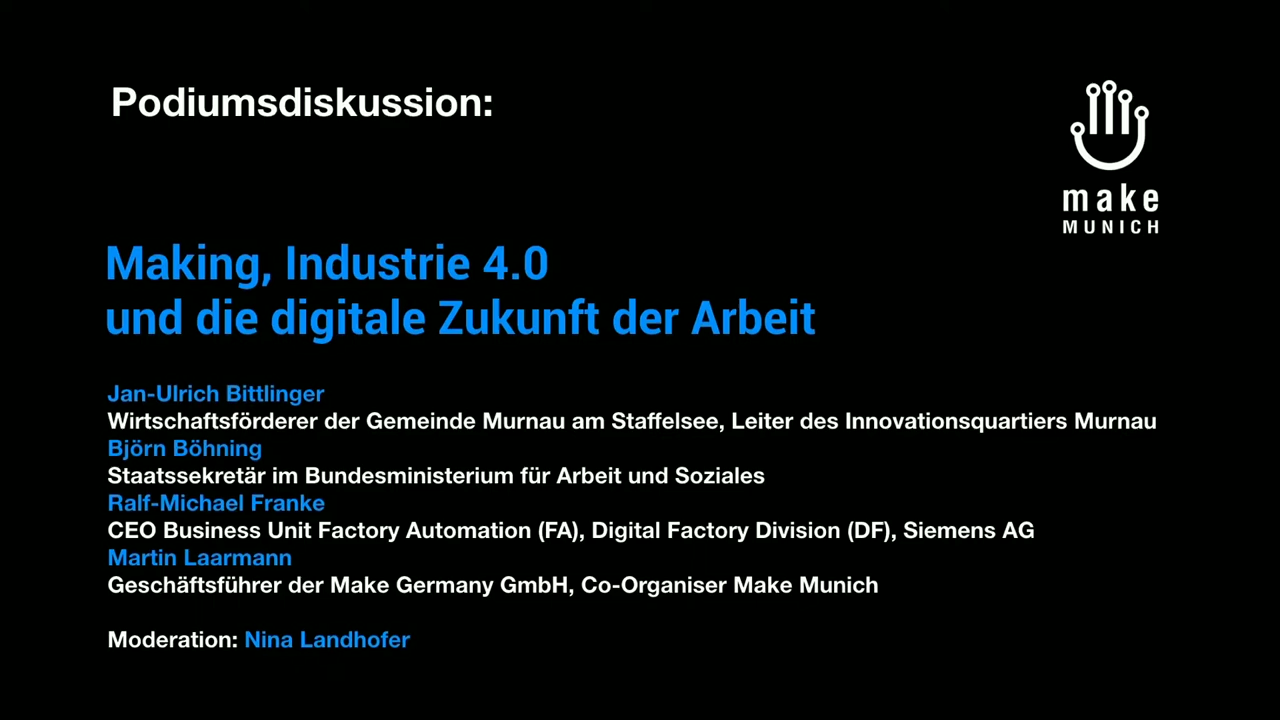 Podiumsdiskussion:
make
MUNICH
Making, Industrie 4.0
und die digitale Zukunft der Arbeit
Jan-Ulrich Bittlinger
Wirtschaftsförderer der Gemeinde Murnau am Staffelsee, Leiter des Innovationsquartiers Murnau
Björn Böhning
Staatssekretär im Bundesministerium für Arbeit und Soziales
Ralf-Michael Franke
CEO Business Unit Factory Automation (FA), Digital Factory Division (DF), Siemens AG
Martin Laarmann
Geschäftsführer der Make Germany GmbH, Co-Organiser Make Munich
Moderation: Nina Landhofer